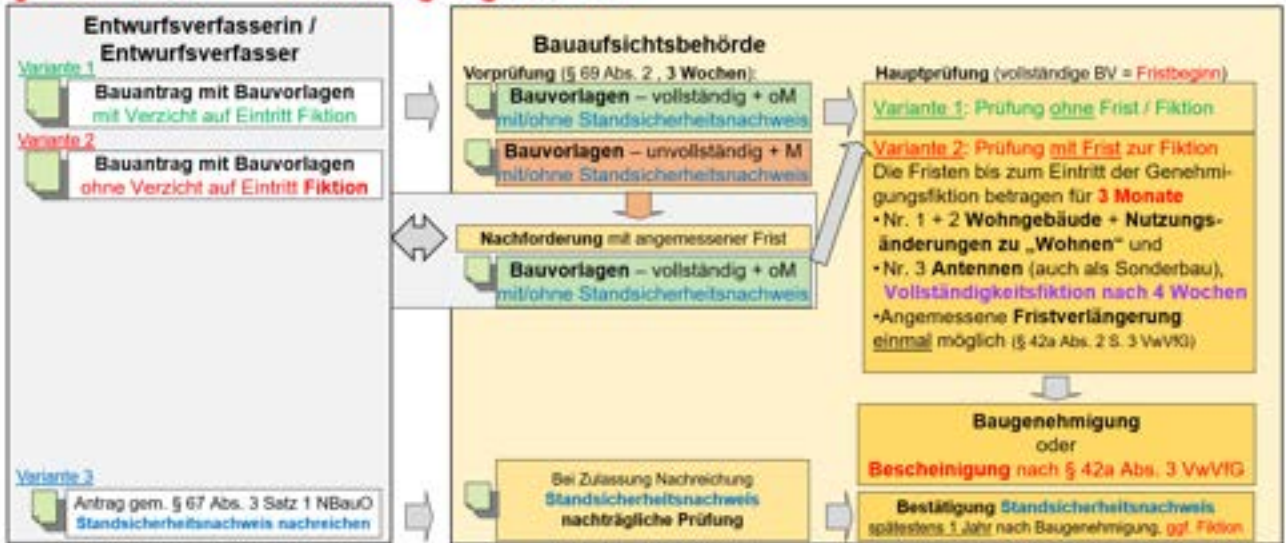 Entwurfsverfasserin /
Entwurfsverfasser
Variante 1
Bauantrag mit Bauvorlagen
mit Verzicht auf Eintritt Fiktion
Variante 2
Bauantrag mit Bauvorlagen
ohne Verzicht auf Eintritt Fiktion
Variante 3
Antrag gem. § 67 Abs. 3 Satz 1 NBauO
Standsicherheitsnachweis nachreichen
Bauaufsichtsbehörde
Vorprüfung (§ 69 Abs. 2 , 3 Wochen):
Bauvorlagen – vollständig + oM
mit/ohne Standsicherheitsnachweis
Bauvorlagen – unvollständig + M
mit/ohne Standsicherheitsnachweis
Nachforderung mit angemessener Frist
Bauvorlagen – vollständig + oM
mit/ohne Standsicherheitsnachweis
Bei Zulassung Nachreichung
Standsicherheitsnachweis
nachträgliche Prüfung
Hauptprüfung (vollständige BV = Fristbeginn)
Variante 1: Prüfung ohne Frist / Fiktion
Variante 2: Prüfung mit Frist zur Fiktion
Die Fristen bis zum Eintritt der Genehmi-
gungsfiktion betragen für 3 Monate
•Nr. 1 + 2 Wohngebäude + Nutzungs-
änderungen zu „Wohnen“ und
•Nr. 3 Antennen (auch als Sonderbau),
Vollständigkeitsfiktion nach 4 Wochen
•Angemessene Fristverlängerung
einmal möglich (§ 42a Abs. 2 S. 3 VwVfG)
Baugenehmigung
oder
Bescheinigung nach § 42a Abs. 3 VwVfG
Bestätigung Standsicherheitsnachweis
spätestens 1 Jahr nach Baugenehmigung, ggf. Fiktion